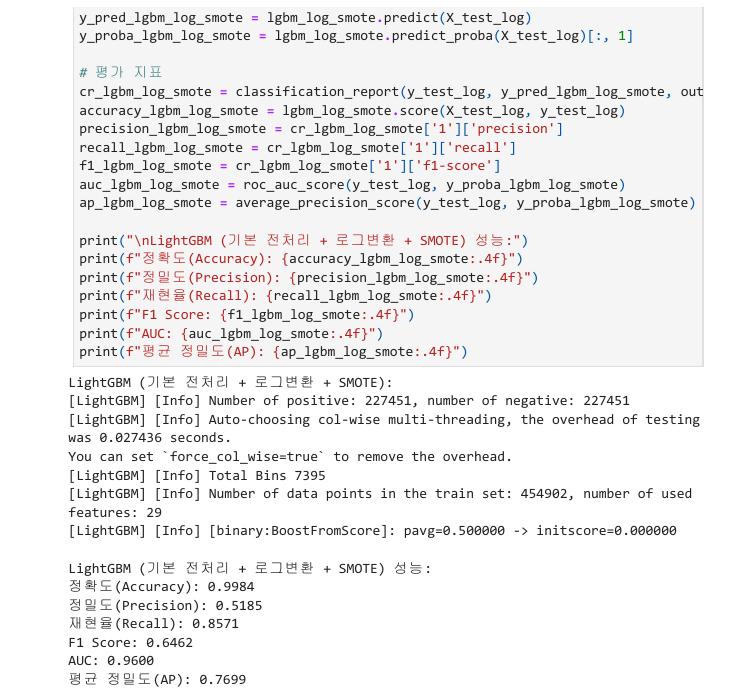 y_pred_lgbm_log_smote = lgbm_log_smote.predict(X_test_log)
y_proba_lgbm_log_smote = lgbm_log_smote.predict_proba(X_test_log)[:, 1]
# 평가 지표
cr_lgbm_log_smote = classification_report(y_test_log, y_pred_lgbm_log_smote, out
accuracy_lgbm_log_smote = lgbm_log_smote.score(X_test_log, y_test_log)
precision_lgbm_log_smote = cr_lgbm_log_smote['1']['precision']
recall_lgbm_log_smote = cr_lgbm_log_smote['1']['recall']
f1_lgbm_log_smote = cr_lgbm_log_smote['1']['f1-score']
auc_lgbm_log_smote = roc_auc_score(y_test_log, y_proba_lgbm_log_smote)
ap_lgbm_log_smote = average_precision_score(y_test_log, y_proba_lgbm_log_smote)
print("\nLightGBM (기본 전처리 + 로그변환 + SMOTE) 성능:")
print(f"정확도(Accuracy): {accuracy_lgbm_log_smote:.4f}")
print(f"정밀도(Precision): {precision_lgbm_log_smote:.4f}")
print(f"재현율(Recall): {recall_lgbm_log_smote:.4f}")
print(f"F1 Score: {f1_lgbm_log_smote:.4f}")
print(f"AUC: {auc_lgbm_log_smote:.4f}")
print(f"평균 정밀도(AP): {ap_lgbm_log_smote:.4f}")
LightGBM (기본 전처리 + 로그변환 + SMOTE):
[LightGBM] [Info] Number of positive: 227451, number of negative: 227451
[LightGBM] [Info] Auto-choosing col-wise multi-threading, the overhead of testing
was 0.027436 seconds.
You can set `force_col_wise=true` to remove the overhead.
[LightGBM] [Info] Total Bins 7395
[LightGBM] [Info] Number of data points in the train set: 454902, number of used
features: 29
[LightGBM] [Info] [binary:BoostFromScore]: pavg=0.500000 -> initscore=0.000000
LightGBM (기본 전처리 + 로그변환 + SMOTE) 성능:
정확도(Accuracy): 0.9984
정밀도(Precision): 0.5185
재현율(Recall): 0.8571
F1 Score: 0.6462
AUC: 0.9600
평균 정밀도(AP): 0.7699